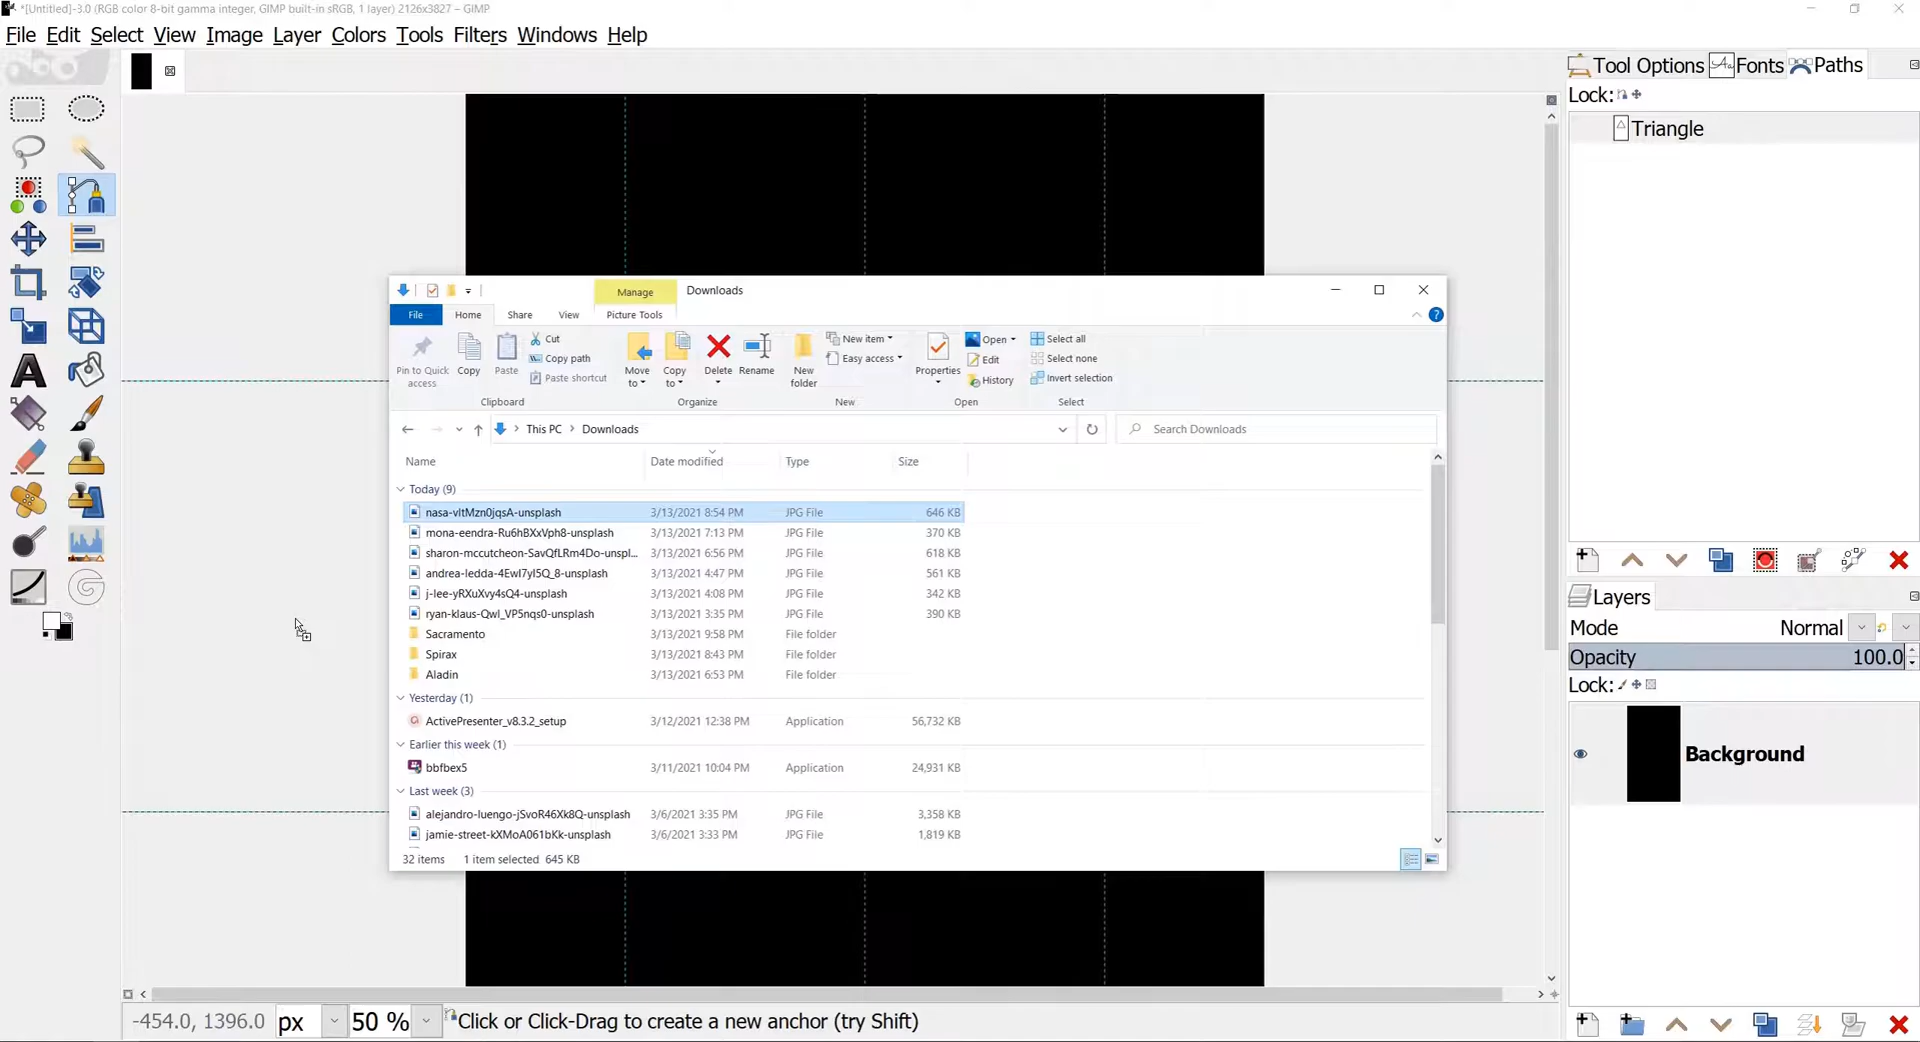 *[Untitled]-3.0 (RGB color 8-bit gamma integer, GIMP built-in sRGB, 1 layer) 2126x3827 – GIMP
File Edit Select View Image Layer Colors Tools Filters Windows Help
Tool Options Aa Fonts Paths
Lock:
Triangle
Manage Downloads
File Home Share View Picture Tools
Pin to Quick access
Copy
Paste
Cut
Copy path
Paste shortcut
Clipboard
Move to
Copy to
Delete
Rename
Organize
New folder
New item
Easy access
New
Properties
Open
Edit
History
Open
Select all
Select none
Invert selection
Select
This PC > Downloads
Search Downloads
Name Date modified Type Size
Today (9)
nasa-vItMzn0jqsA-unsplash 3/13/2021 8:54 PM JPG File 646 KB
mona-eendra-Ru6hBXxVph8-unsplash 3/13/2021 7:13 PM JPG File 370 KB
sharon-mccutcheon-SavQfLRm4Do-unspl... 3/13/2021 6:56 PM JPG File 618 KB
andrea-ledda-4EwI7yI5Q_8-unsplash 3/13/2021 4:47 PM JPG File 561 KB
j-lee-yRXuXvy4sQ4-unsplash 3/13/2021 4:08 PM JPG File 342 KB
ryan-klaus-QwI_VP5nqs0-unsplash 3/13/2021 3:35 PM JPG File 390 KB
Sacramento 3/13/2021 9:58 PM File folder
Spirax 3/13/2021 8:43 PM File folder
Aladin 3/13/2021 6:53 PM File folder
Yesterday (1)
ActivePresenter_v8.3.2_setup 3/12/2021 12:38 PM Application 56,732 KB
Earlier this week (1)
bbfbex5 3/11/2021 10:04 PM Application 24,931 KB
Last week (3)
alejandro-luengo-jSvoR46Xk8Q-unsplash 3/6/2021 3:35 PM JPG File 3,358 KB
jamie-street-kXMoA061bKk-unsplash 3/6/2021 3:33 PM JPG File 1,819 KB
32 items 1 item selected 645 KB
Layers
Mode Normal
Opacity 100.0
Lock:
Background
-454.0, 1396.0 px 50 % Click or Click-Drag to create a new anchor (try Shift)